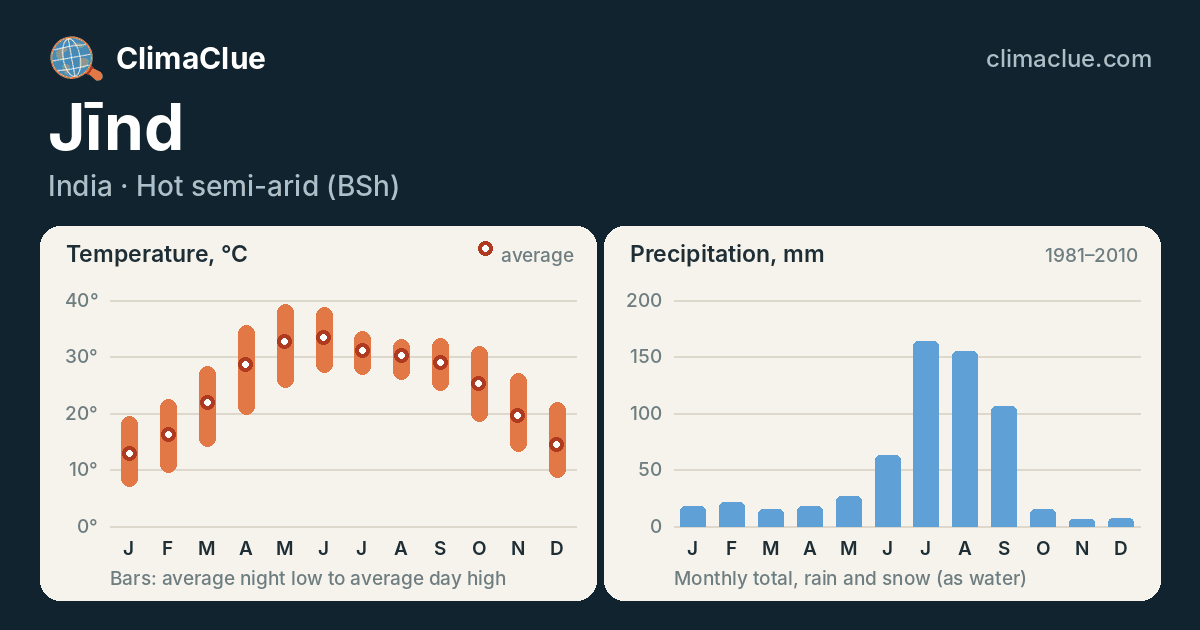 ClimaClue
climaclue.com
Jīnd
India · Hot semi-arid (BSh)
Temperature, °C
average
40°
30°
20°
10°
0°
J F M A M J J A S O N D
Bars: average night low to average day high
Precipitation, mm
1981–2010
200
150
100
50
0
J F M A M J J A S O N D
Monthly total, rain and snow (as water)